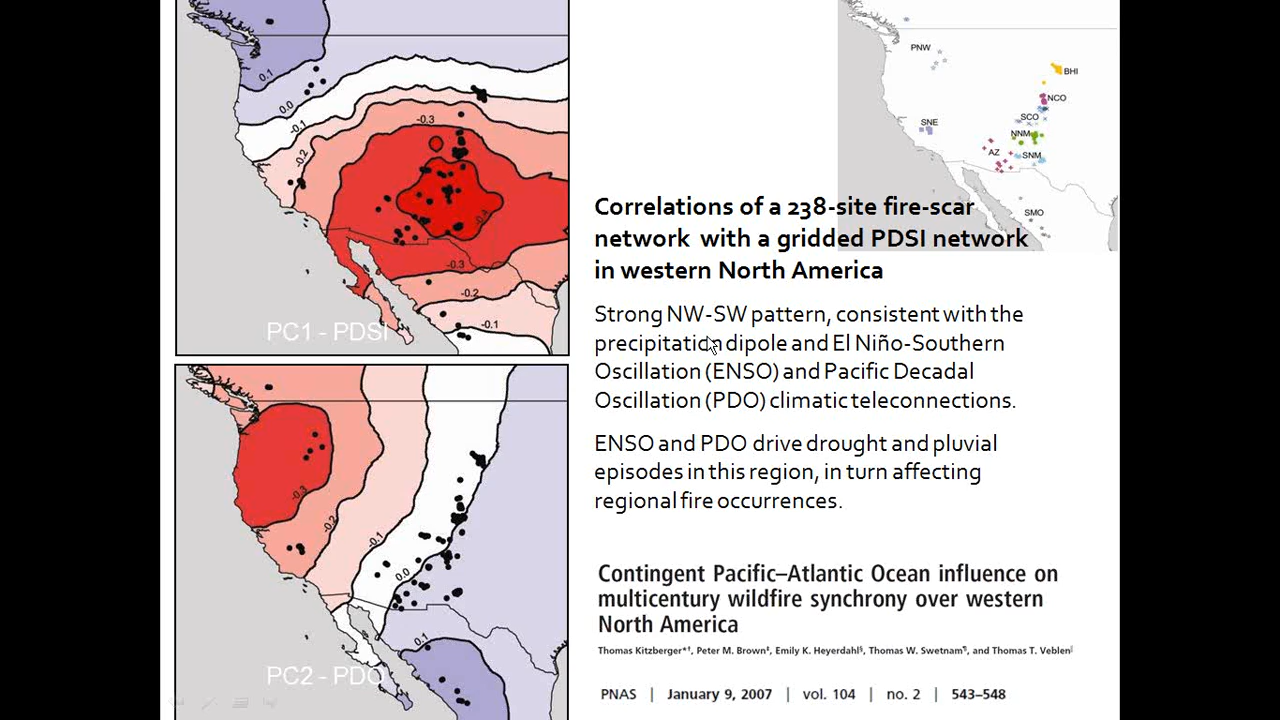 0.1
0.0
-0.1
-0.2
-0.3
-0.4
-0.3
-0.2
-0.1
PC1 - PDSI
-0.3
-0.2
-0.1
0.0
0.1
PC2 - PDO
PNW
BHI
NCO
SCO
SNE
NNM
AZ
SNM
SMO
Correlations of a 238-site fire-scar
network with a gridded PDSI network
in western North America
Strong NW-SW pattern, consistent with the
precipitation dipole and El Niño-Southern
Oscillation (ENSO) and Pacific Decadal
Oscillation (PDO) climatic teleconnections.
ENSO and PDO drive drought and pluvial
episodes in this region, in turn affecting
regional fire occurrences.
Contingent Pacific–Atlantic Ocean influence on
multicentury wildfire synchrony over western
North America
Thomas Kitzberger*†, Peter M. Brown‡, Emily K. Heyerdahl§, Thomas W. Swetnam¶, and Thomas T. Veblen‖
PNAS | January 9, 2007 | vol. 104 | no. 2 | 543–548